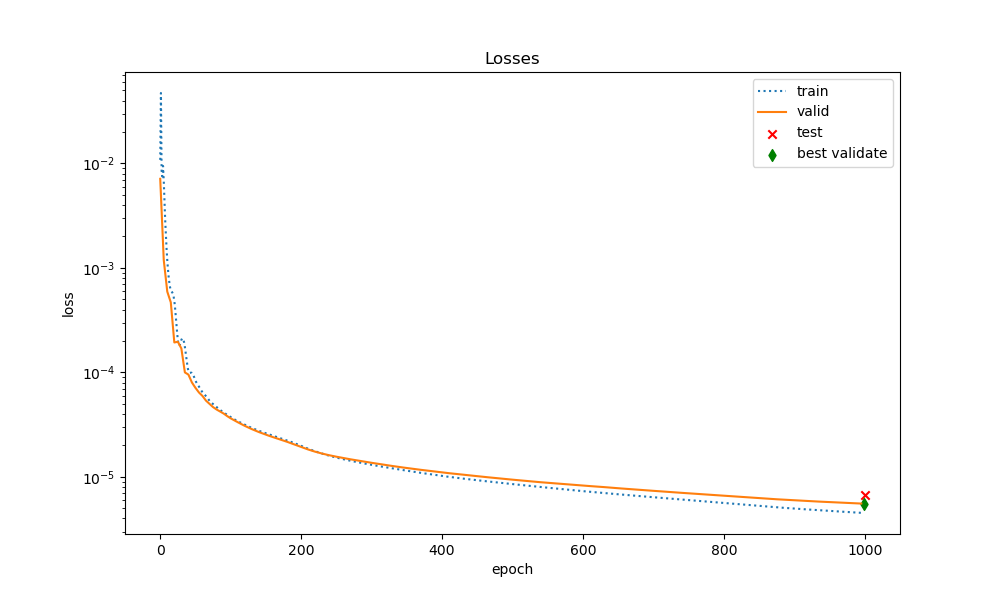 Losses
train
valid
test
best validate
10⁻²
10⁻³
10⁻⁴
10⁻⁵
loss
0 200 400 600 800 1000
epoch